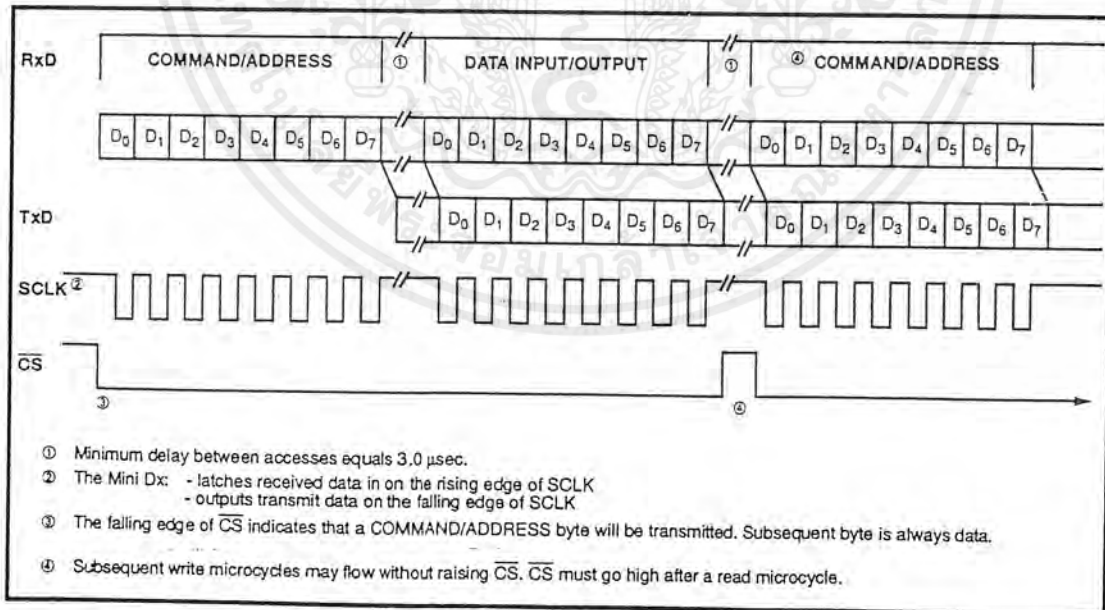 RxD COMMAND/ADDRESS ① DATA INPUT/OUTPUT ① ④ COMMAND/ADDRESS
D0 D1 D2 D3 D4 D5 D6 D7 D0 D1 D2 D3 D4 D5 D6 D7 D0 D1 D2 D3 D4 D5 D6 D7
TxD D0 D1 D2 D3 D4 D5 D6 D7 D0 D1 D2 D3 D4 D5 D6 D7
SCLK ②
CS
③ ④
① Minimum delay between accesses equals 3.0 µsec.
② The Mini Dx: - latches received data in on the rising edge of SCLK
- outputs transmit data on the falling edge of SCLK
③ The falling edge of CS indicates that a COMMAND/ADDRESS byte will be transmitted. Subsequent byte is always data.
④ Subsequent write microcycles may flow without raising CS. CS must go high after a read microcycle.